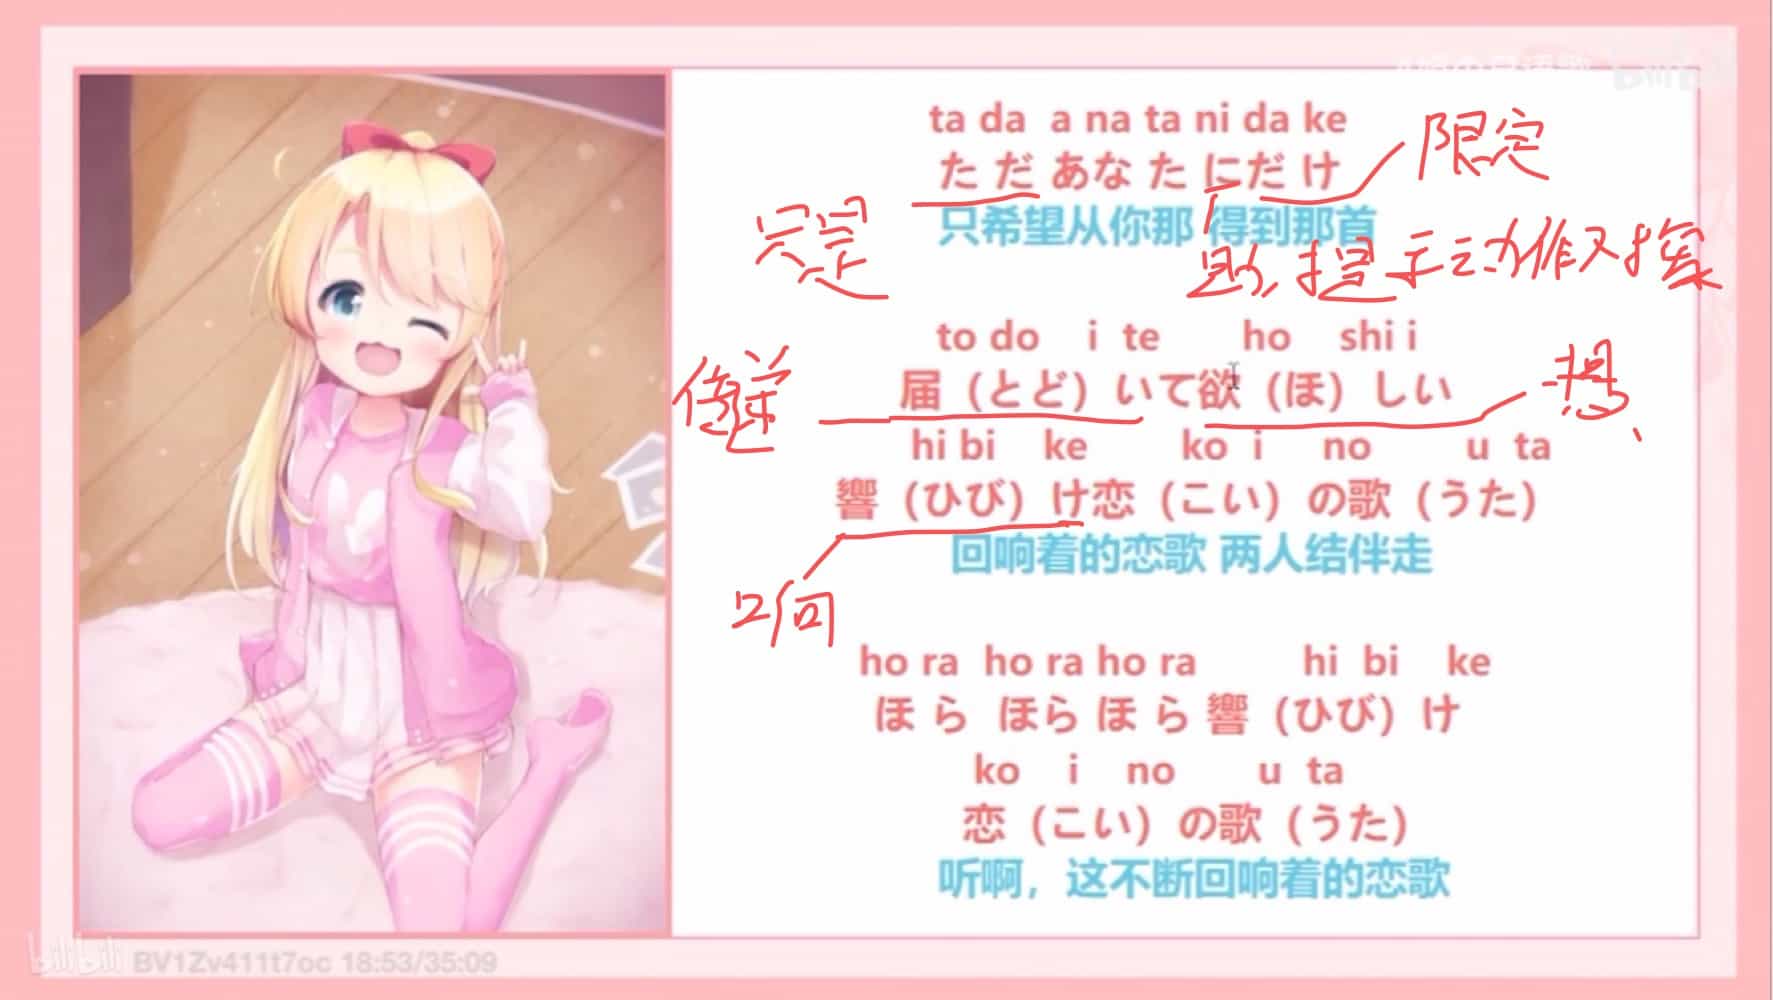 ta da a na ta ni da ke
ただ あなた にだけ
限定
只是
只希望从你那 得到那首
助, 提示动作对象
to do i te ho shi i
届（とど）いて欲（ほ）しい
传递
想
hi bi ke ko i no u ta
響（ひび）け恋（こい）の歌（うた）
回响着的恋歌 两人结伴走
响
ho ra ho ra ho ra hi bi ke
ほら ほら ほら 響（ひび）け
ko i no u ta
恋（こい）の歌（うた）
听啊，这不断回响着的恋歌
bilibili BV1Zv411t7oc 18:53/35:09